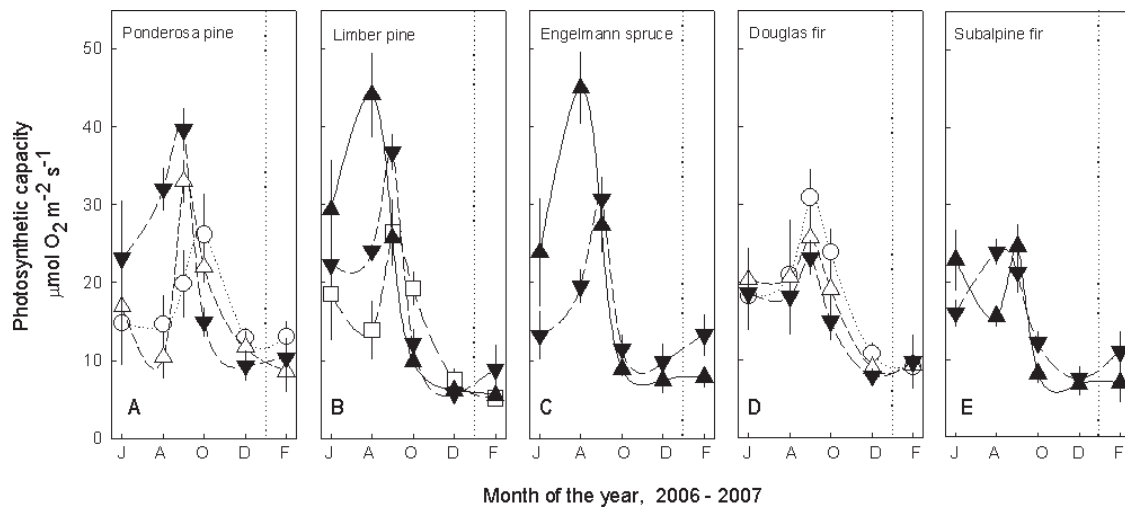 Ponderosa pine
Limber pine
Engelmann spruce
Douglas fir
Subalpine fir
Photosynthetic capacity
μmol O2 m-2 s-1
50
40
30
20
10
0
A
B
C
D
E
J A O D F
J A O D F
J A O D F
J A O D F
J A O D F
Month of the year, 2006 - 2007